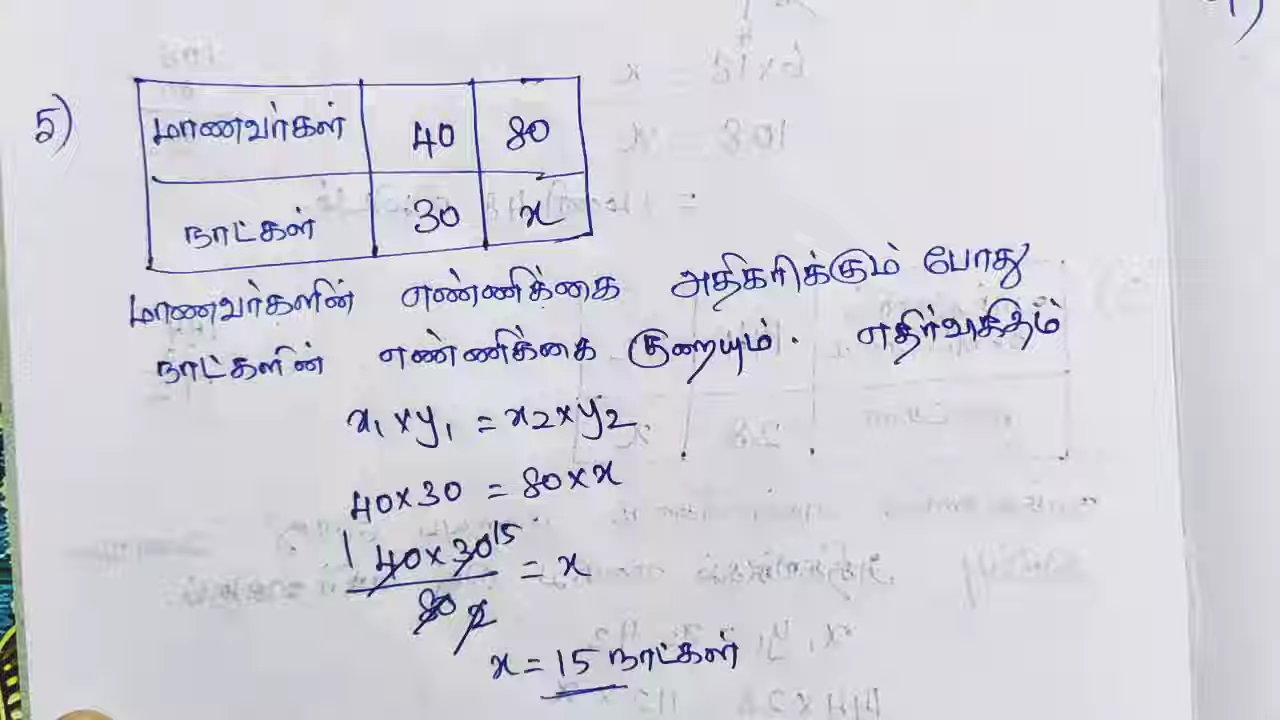 5)
மாணவர்கள் 40 80
நாட்கள் 30 x
மாணவர்களின் எண்ணிக்கை அதிகரிக்கும் போது
நாட்களின் எண்ணிக்கை குறையும். எதிர்விகிதம்
x₁ x y₁ = x2 x y2
40 x 30 = 80 x x
1 40 x 30 15
= x
80 2
x = 15 நாட்கள்